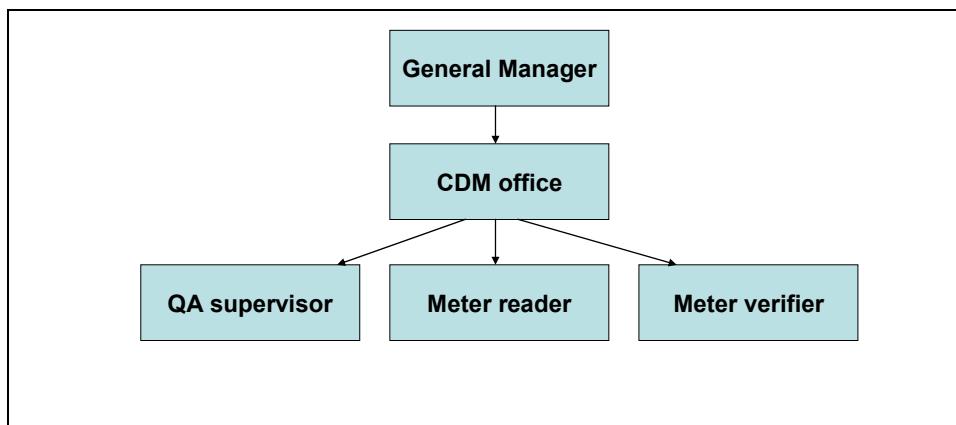 General Manager
CDM office
QA supervisor
Meter reader
Meter verifier